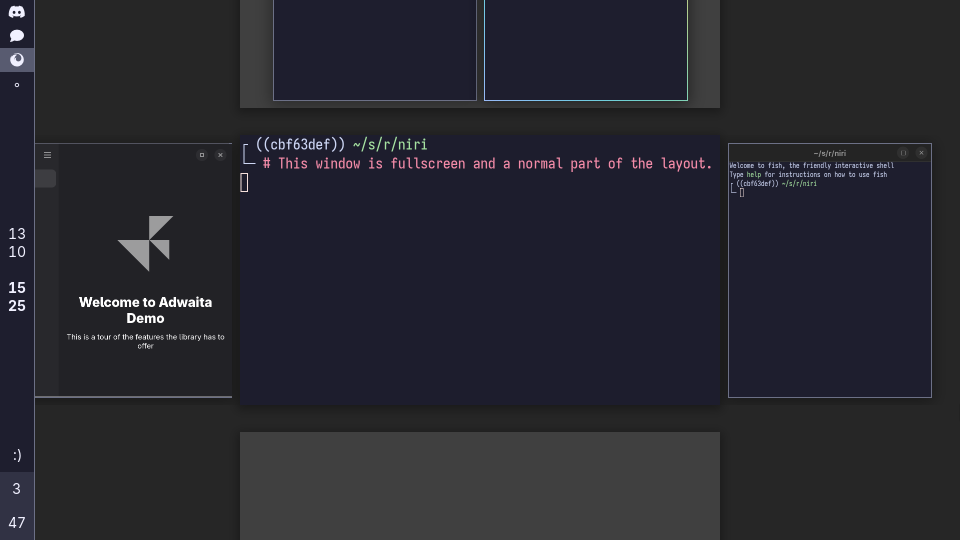 13
10
15
25
:)
3
47
Welcome to Adwaita
Demo
This is a tour of the features the library has to
offer
((cbf63def)) ~/s/r/niri
# This window is fullscreen and a normal part of the layout.
~/s/r/niri
Welcome to fish, the friendly interactive shell
Type help for instructions on how to use fish
((cbf63def)) ~/s/r/niri